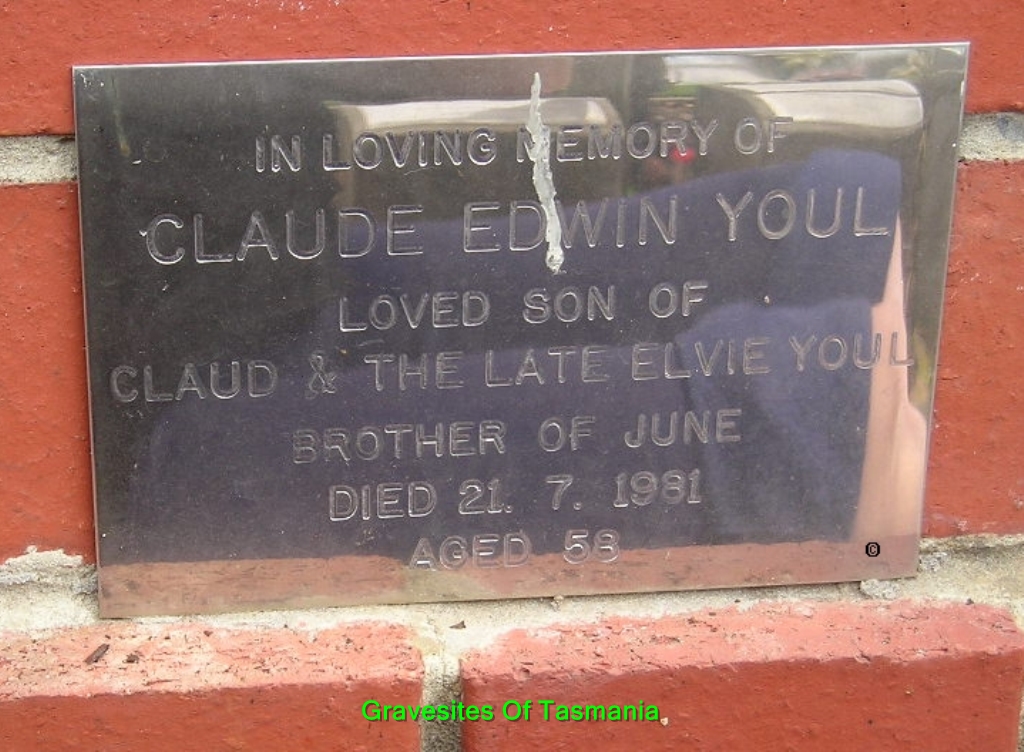 IN LOVING MEMORY OF
CLAUDE EDWIN YOUL
LOVED SON OF
CLAUD & THE LATE ELVIE YOUL
BROTHER OF JUNE
DIED 21. 7. 1981
AGED 58
©
Gravesites Of Tasmania